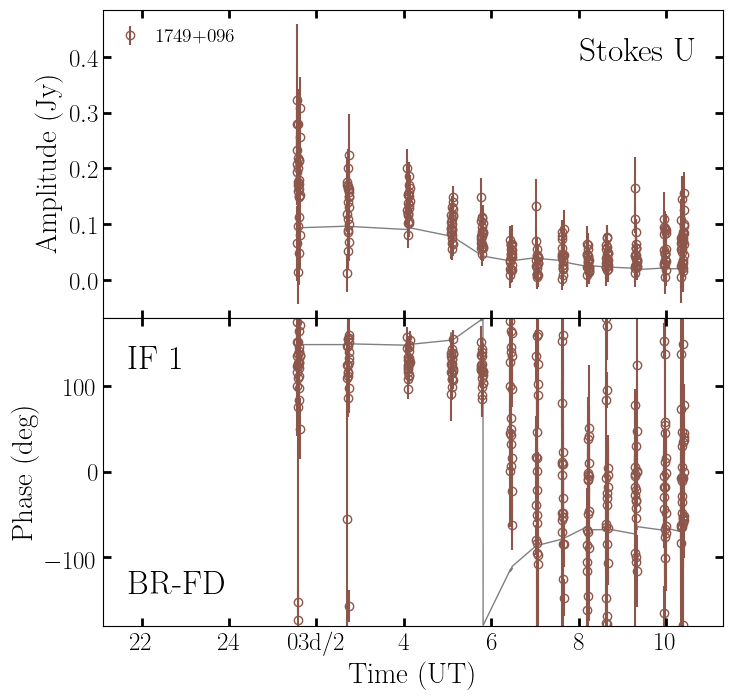 1749+096
Stokes U
Amplitude (Jy)
0.4
0.3
0.2
0.1
0.0
IF 1
BR-FD
Phase (deg)
100
0
−100
22 24 03d/2 4 6 8 10
Time (UT)